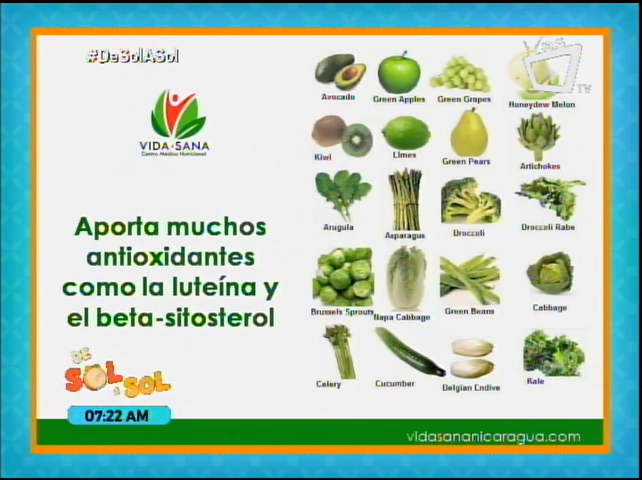 #DeSolASol
VIDA SANA
Centro Médico Nutricional
Aporta muchos
antioxidantes
como la luteína y
el beta-sitosterol
Avocado
Green Apples
Green Grapes
Honeydew Melon
Kiwi
Limes
Green Pears
Artichokes
Arugula
Asparagus
Broccoli
Broccoli Rabe
Brussels Sprouts
Napa Cabbage
Green Beans
Cabbage
Celery
Cucumber
Belgian Endive
Kale
DE
SOL
A
SOL
07:22 AM
vidasananicaragua.com
TV